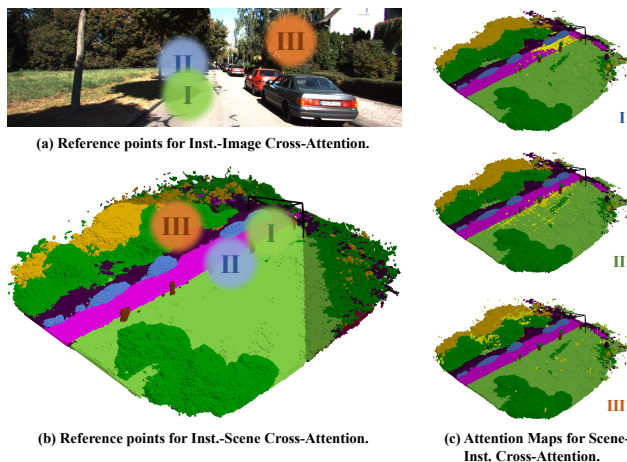 II
III
I
(a) Reference points for Inst.-Image Cross-Attention.
III
I
II
(b) Reference points for Inst.-Scene Cross-Attention.
I
II
III
(c) Attention Maps for Scene-
Inst. Cross-Attention.